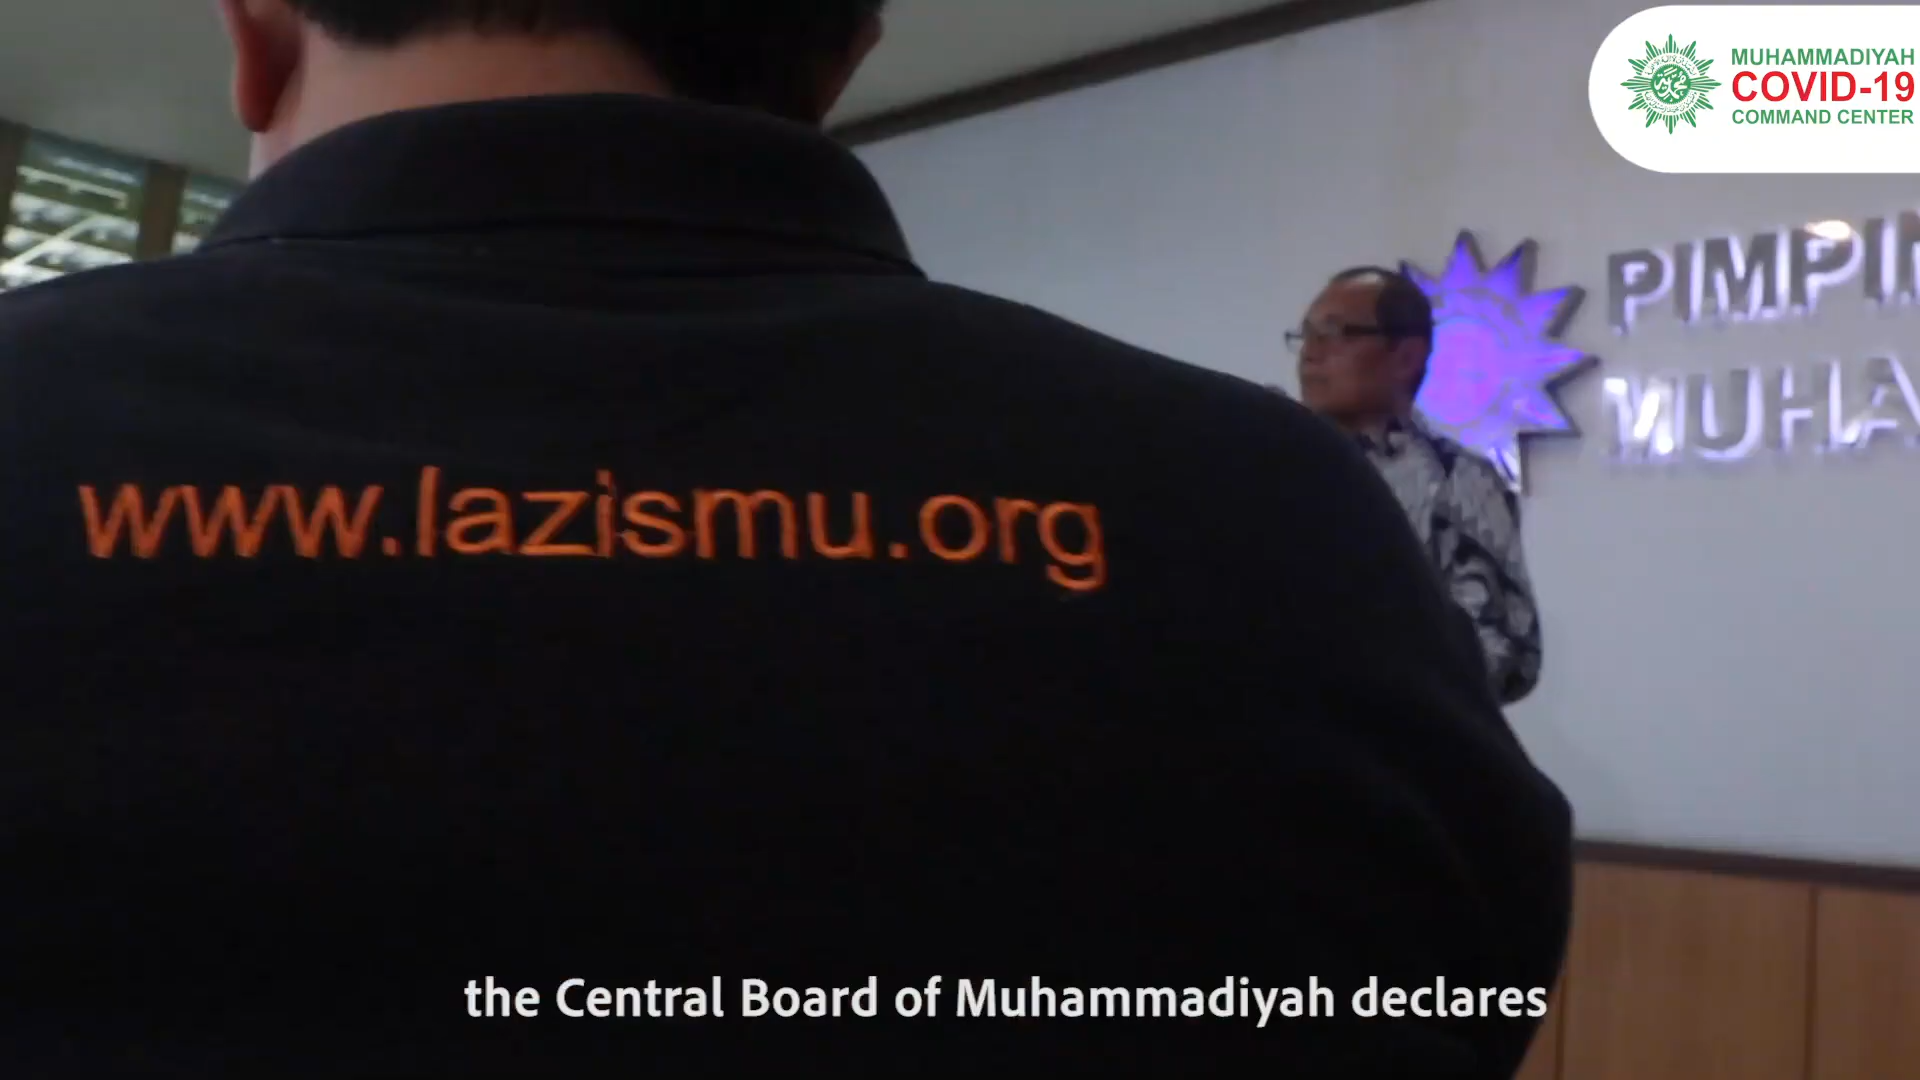 MUHAMMADIYAH
COVID-19
COMMAND CENTER
PIMPIN
MUHA
www.lazismu.org
the Central Board of Muhammadiyah declares